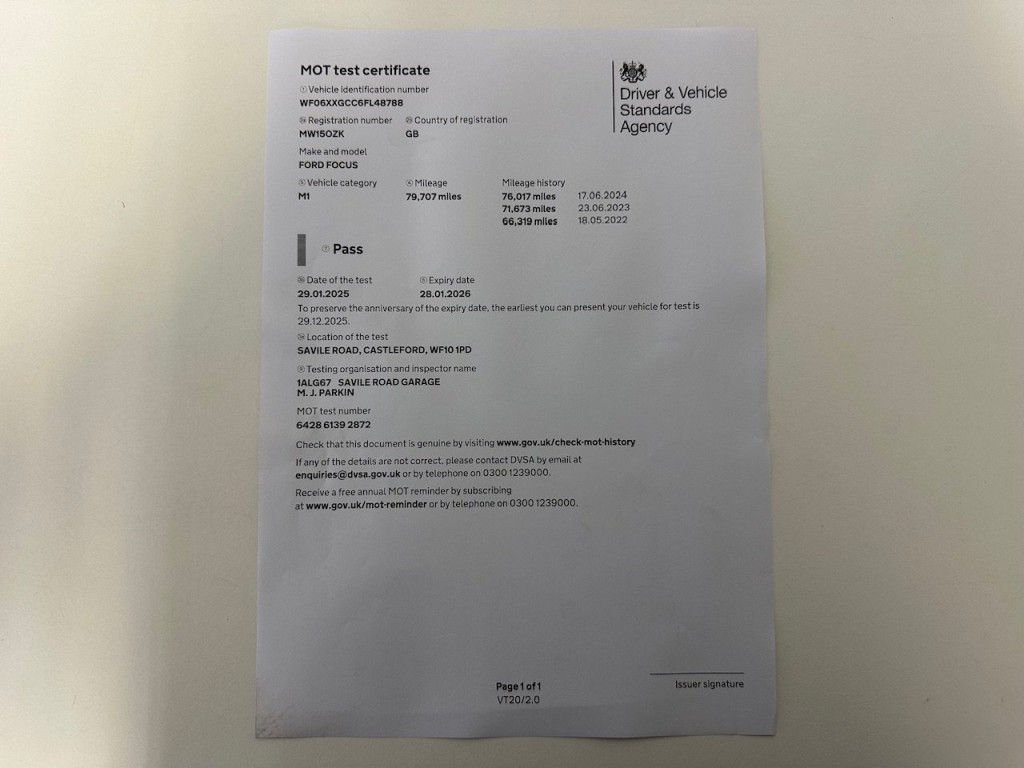 MOT test certificate
Driver & Vehicle
Standards
Agency
① Vehicle identification number
WF06XXGCC6FL48788
Registration number Country of registration
MW15OZK GB
Make and model
FORD FOCUS
Vehicle category Mileage Mileage history
M1 79,707 miles 76,017 miles 17.06.2024
71,673 miles 23.06.2023
66,319 miles 18.05.2022
Pass
Date of the test Expiry date
29.01.2025 28.01.2026
To preserve the anniversary of the expiry date, the earliest you can present your vehicle for test is
29.12.2025.
Location of the test
SAVILE ROAD, CASTLEFORD, WF10 1PD
Testing organisation and inspector name
1ALG67 SAVILE ROAD GARAGE
M. J. PARKIN
MOT test number
6428 6139 2872
Check that this document is genuine by visiting www.gov.uk/check-mot-history
If any of the details are not correct, please contact DVSA by email at
enquiries@dvsa.gov.uk or by telephone on 0300 1239000.
Receive a free annual MOT reminder by subscribing
at www.gov.uk/mot-reminder or by telephone on 0300 1239000.
Issuer signature
Page 1 of 1
VT20/2.0